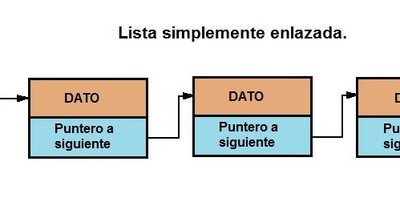 Lista simplemente enlazada.
DATO
Puntero a
siguiente
DATO
Puntero a
siguiente